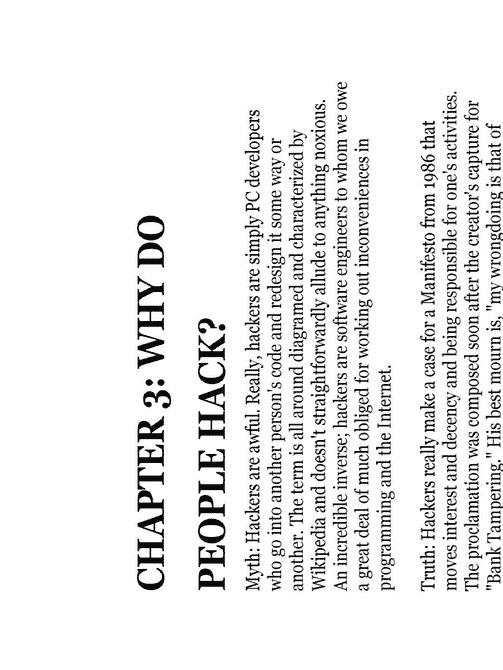 CHAPTER 3: WHY DO
PEOPLE HACK?
Myth: Hackers are awful. Really, hackers are simply PC developers
who go into another person's code and redesign it some way or
another. The term is all around diagramed and characterized by
Wikipedia and doesn't straightforwardly allude to anything noxious.
An incredible inverse; hackers are software engineers to whom we owe
a great deal of much obliged for working out inconveniences in
programming and the Internet.
Truth: Hackers really make a case for a Manifesto from 1986 that
moves interest and decency and being responsible for one's activities.
The proclamation was composed soon after the creator's capture for
"Bank Tampering." His best mourn is, "my wrongdoing is that of